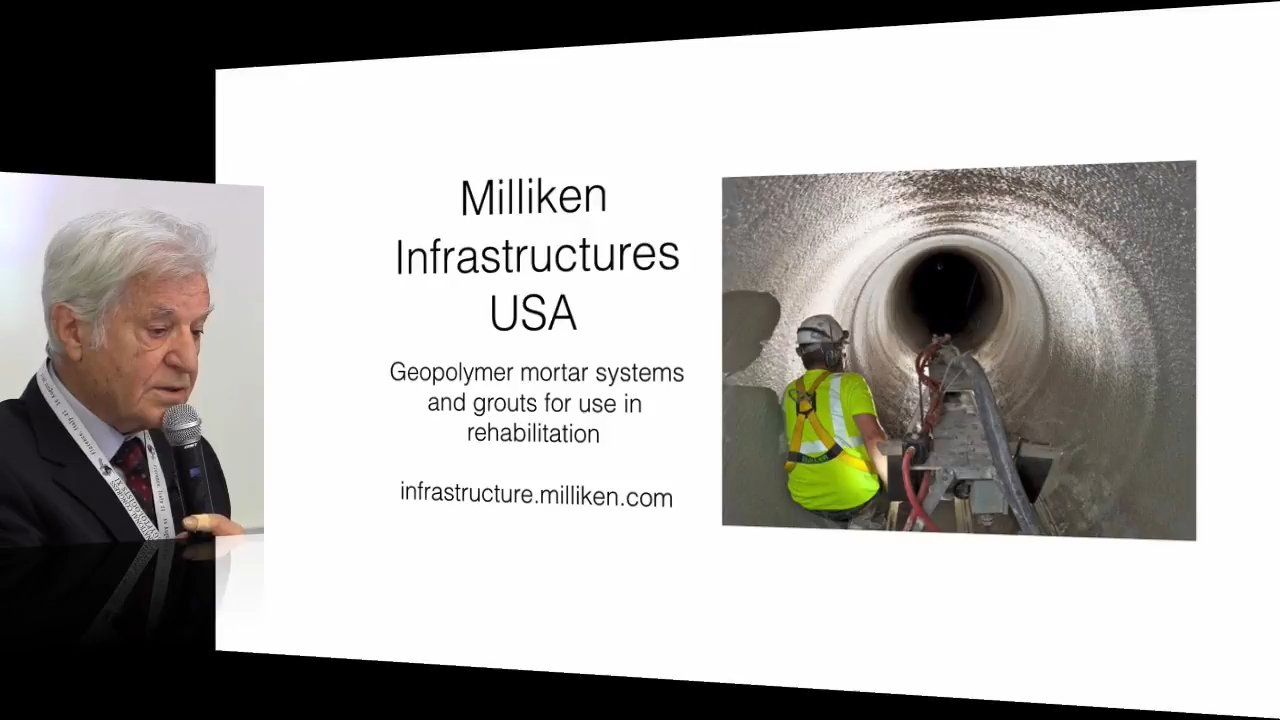 Milliken
Infrastructures
USA
Geopolymer mortar systems
and grouts for use in
rehabilitation
infrastructure.milliken.com